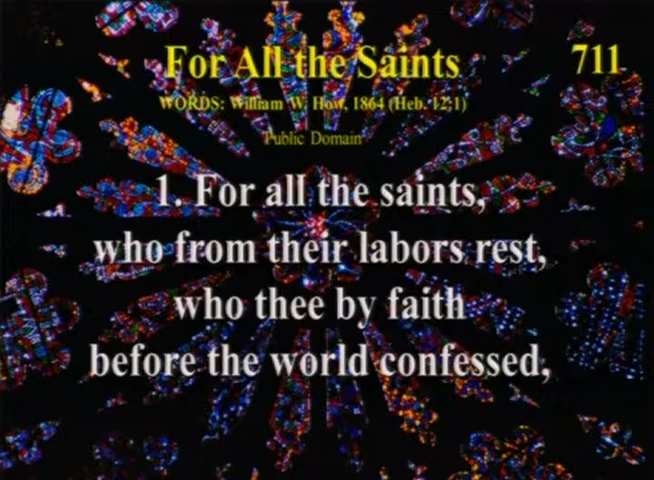 For All the Saints 711
WORDS: William W. How, 1864 (Heb. 12:1)
Public Domain
1. For all the saints,
who from their labors rest,
who thee by faith
before the world confessed,